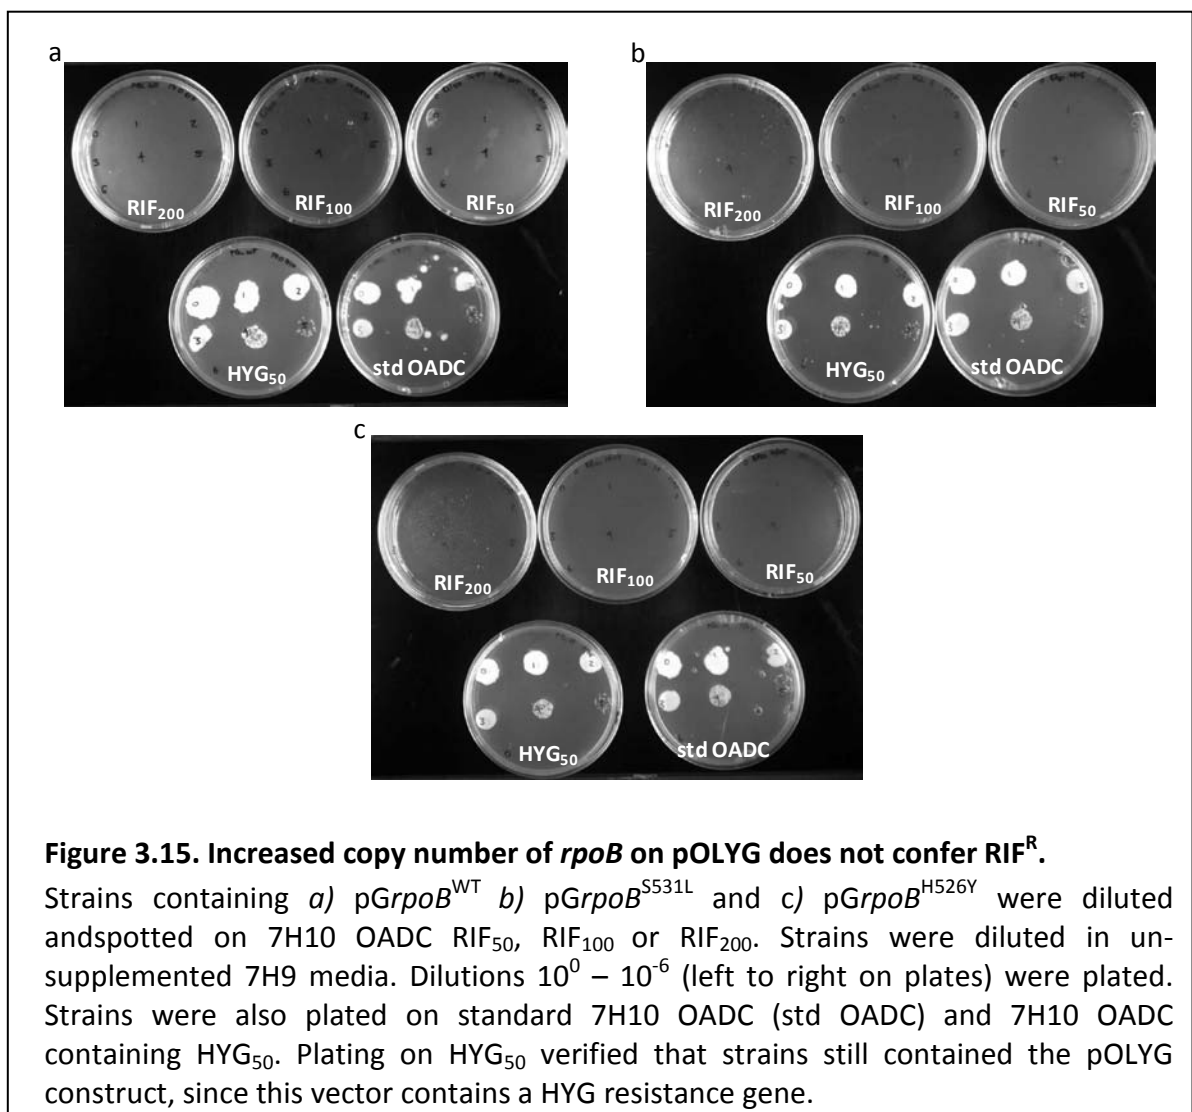 a
b
RIF200
RIF100
RIF50
HYG50
std OADC
RIF200
RIF100
RIF50
HYG50
std OADC
c
RIF200
RIF100
RIF50
HYG50
std OADC
Figure 3.15. Increased copy number of rpoB on pOLYG does not confer RIFᴿ.
Strains containing a) pGrpoBᵂᵀ b) pGrpoB^S531L and c) pGrpoB^H526Y were diluted
andspotted on 7H10 OADC RIF₅₀, RIF₁₀₀ or RIF₂₀₀. Strains were diluted in un-
supplemented 7H9 media. Dilutions 10⁰ – 10⁻⁶ (left to right on plates) were plated.
Strains were also plated on standard 7H10 OADC (std OADC) and 7H10 OADC
containing HYG₅₀. Plating on HYG₅₀ verified that strains still contained the pOLYG
construct, since this vector contains a HYG resistance gene.